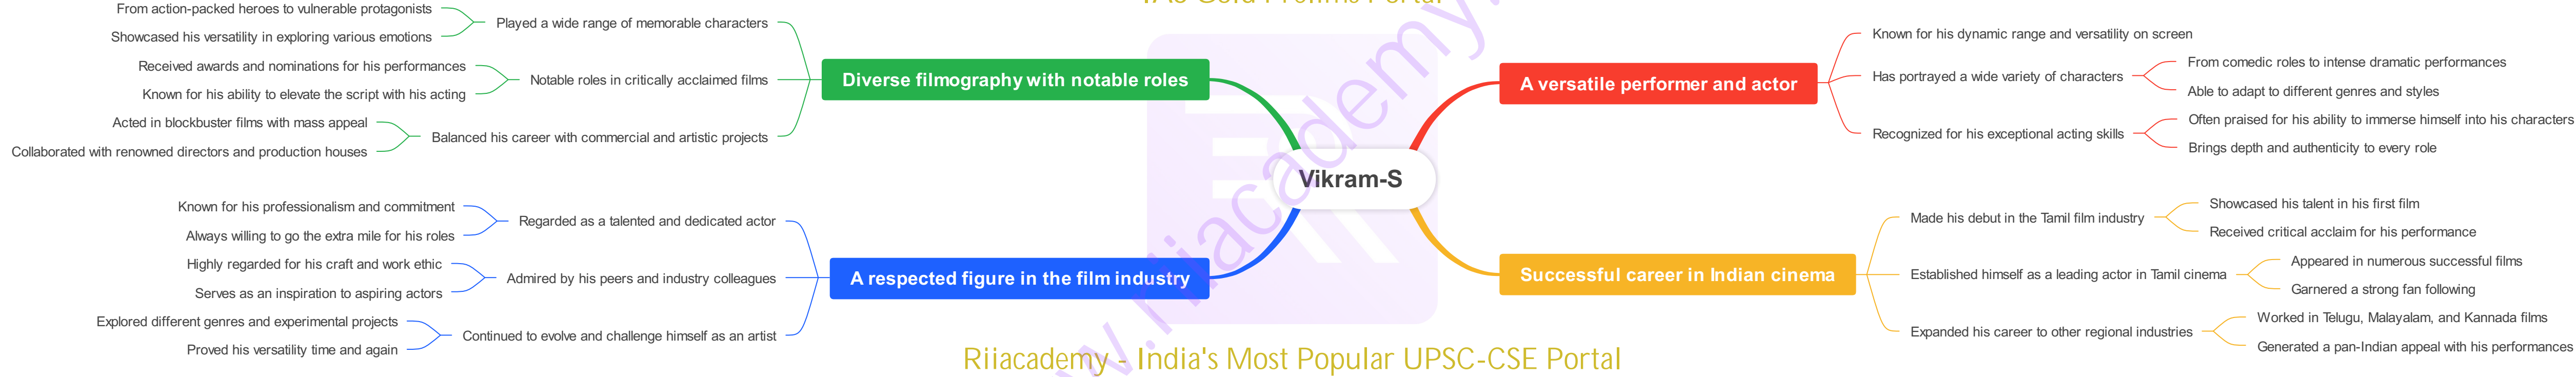 IAS Gold Prelims Portal
Vikram-S
A versatile performer and actor
Known for his dynamic range and versatility on screen
Has portrayed a wide variety of characters
From comedic roles to intense dramatic performances
Able to adapt to different genres and styles
Recognized for his exceptional acting skills
Often praised for his ability to immerse himself into his characters
Brings depth and authenticity to every role
Successful career in Indian cinema
Made his debut in the Tamil film industry
Showcased his talent in his first film
Received critical acclaim for his performance
Established himself as a leading actor in Tamil cinema
Appeared in numerous successful films
Garnered a strong fan following
Expanded his career to other regional industries
Worked in Telugu, Malayalam, and Kannada films
Generated a pan-Indian appeal with his performances
Diverse filmography with notable roles
Played a wide range of memorable characters
From action-packed heroes to vulnerable protagonists
Showcased his versatility in exploring various emotions
Notable roles in critically acclaimed films
Received awards and nominations for his performances
Known for his ability to elevate the script with his acting
Balanced his career with commercial and artistic projects
Acted in blockbuster films with mass appeal
Collaborated with renowned directors and production houses
A respected figure in the film industry
Regarded as a talented and dedicated actor
Known for his professionalism and commitment
Always willing to go the extra mile for his roles
Admired by his peers and industry colleagues
Highly regarded for his craft and work ethic
Serves as an inspiration to aspiring actors
Continued to evolve and challenge himself as an artist
Explored different genres and experimental projects
Proved his versatility time and again
w.riiacademy.
Riiacademy - India's Most Popular UPSC-CSE Portal